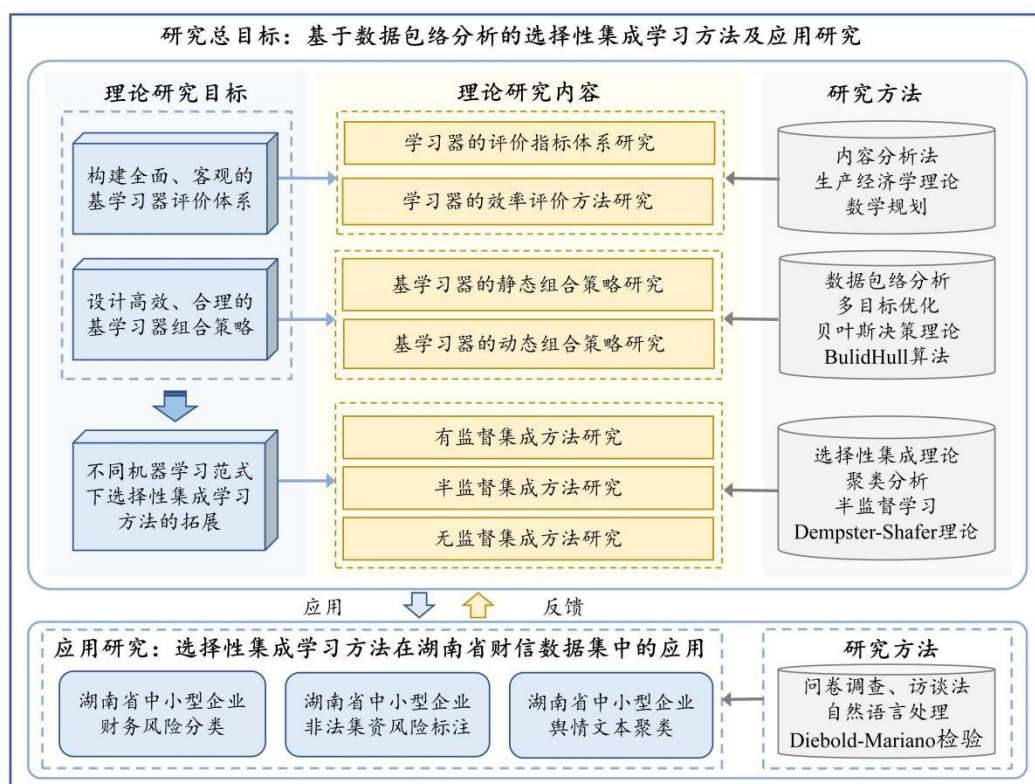 研究总目标：基于数据包络分析的选择性集成学习方法及应用研究
理论研究目标
理论研究内容
研究方法
构建全面、客观的
基学习器评价体系
学习器的评价指标体系研究
学习器的效率评价方法研究
内容分析法
生产经济学理论
数学规划
设计高效、合理的
基学习器组合策略
基学习器的静态组合策略研究
基学习器的动态组合策略研究
数据包络分析
多目标优化
贝叶斯决策理论
BulidHull算法
不同机器学习范式
下选择性集成学习
方法的拓展
有监督集成方法研究
半监督集成方法研究
无监督集成方法研究
选择性集成理论
聚类分析
半监督学习
Dempster-Shafer理论
应用
反馈
应用研究：选择性集成学习方法在湖南省财信数据集中的应用
湖南省中小型企业
财务风险分类
湖南省中小型企业
非法集资风险标注
湖南省中小型企业
舆情文本聚类
研究方法
问卷调查、访谈法
自然语言处理
Diebold-Mariano检验